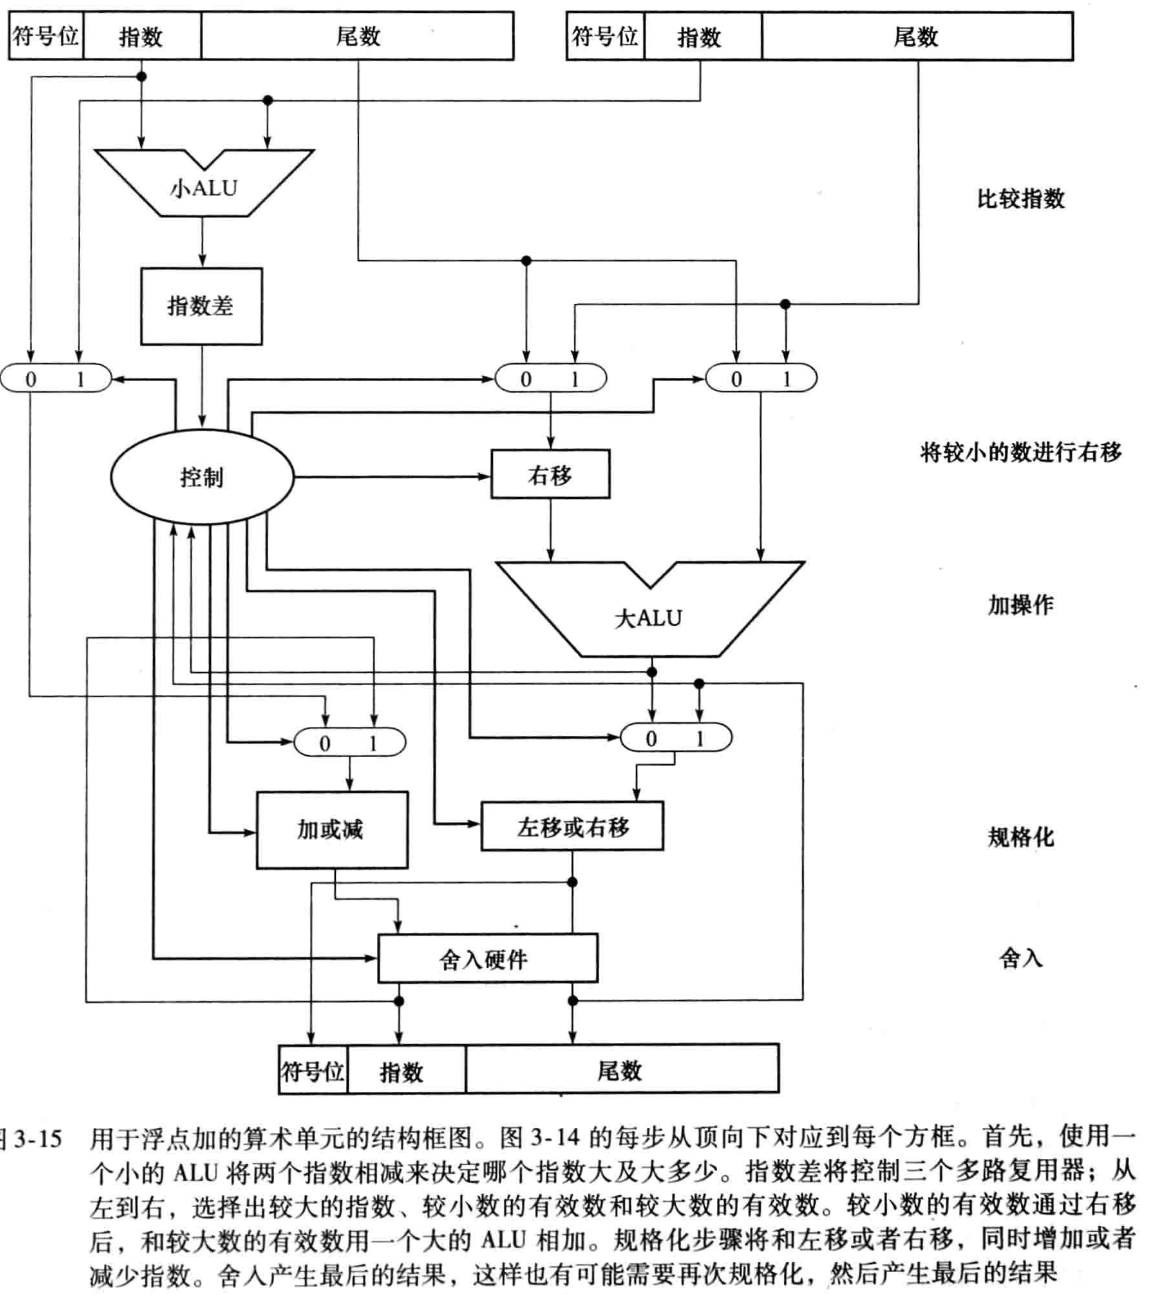 符号位 指数 尾数 符号位 指数 尾数
小ALU
比较指数
指数差
0 1 0 1 0 1
将较小的数进行右移
控制 右移
加操作
大ALU
0 1 0 1
加或减 左移或右移
规格化
舍入硬件 舍入
符号位 指数 尾数
3-15 用于浮点加的算术单元的结构框图。图 3-14 的每步从顶向下对应到每个方框。首先，使用一
个小的 ALU 将两个指数相减来决定哪个指数大及大多少。指数差将控制三个多路复用器；从
左到右，选择出较大的指数、较小数的有效数和较大数的有效数。较小数的有效数通过右移
后，和较大数的有效数用一个大的 ALU 相加。规格化步骤将和左移或者右移，同时增加或者
减少指数。舍入产生最后的结果，这样也有可能需要再次规格化，然后产生最后的结果